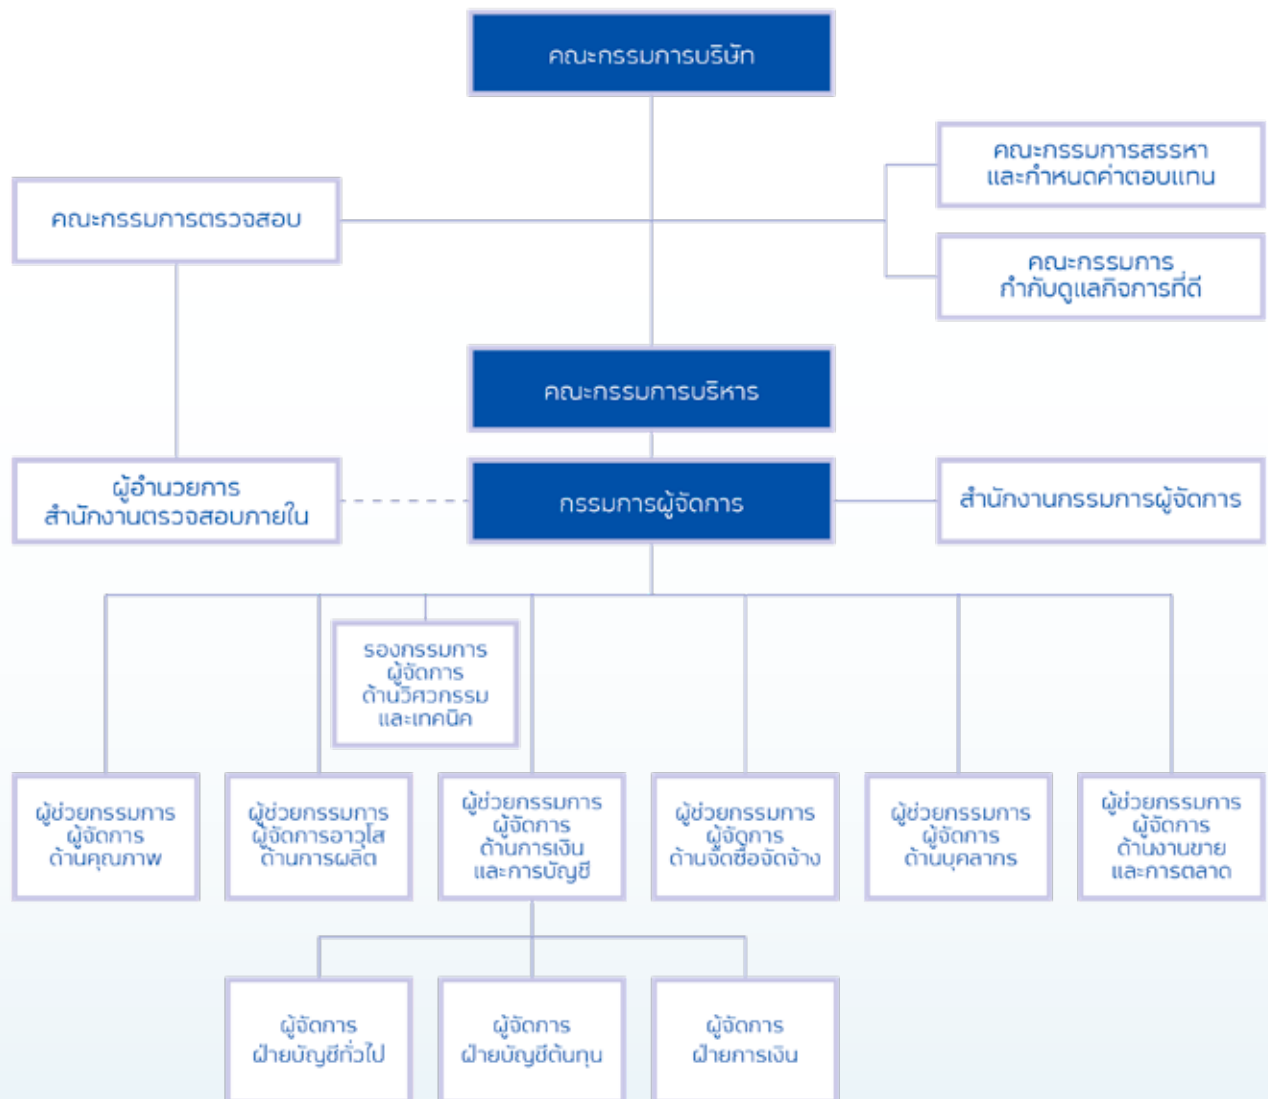 คณะกรรมการบริษัท
คณะกรรมการสรรหา
และกำหนดค่าตอบแทน
คณะกรรมการตรวจสอบ
คณะกรรมการ
กำกับดูแลกิจการที่ดี
คณะกรรมการบริหาร
ผู้อำนวยการ
สำนักงานตรวจสอบภายใน
กรรมการผู้จัดการ
สำนักงานกรรมการผู้จัดการ
รองกรรมการ
ผู้จัดการ
ด้านวิศวกรรม
และเทคนิค
ผู้ช่วยกรรมการ
ผู้จัดการ
ด้านคุณภาพ
ผู้ช่วยกรรมการ
ผู้จัดการอาวุโส
ด้านการผลิต
ผู้ช่วยกรรมการ
ผู้จัดการ
ด้านการเงิน
และการบัญชี
ผู้ช่วยกรรมการ
ผู้จัดการ
ด้านจัดซื้อจัดจ้าง
ผู้ช่วยกรรมการ
ผู้จัดการ
ด้านบุคลากร
ผู้ช่วยกรรมการ
ผู้จัดการ
ด้านงานขาย
และการตลาด
ผู้จัดการ
ฝ่ายบัญชีทั่วไป
ผู้จัดการ
ฝ่ายบัญชีต้นทุน
ผู้จัดการ
ฝ่ายการเงิน